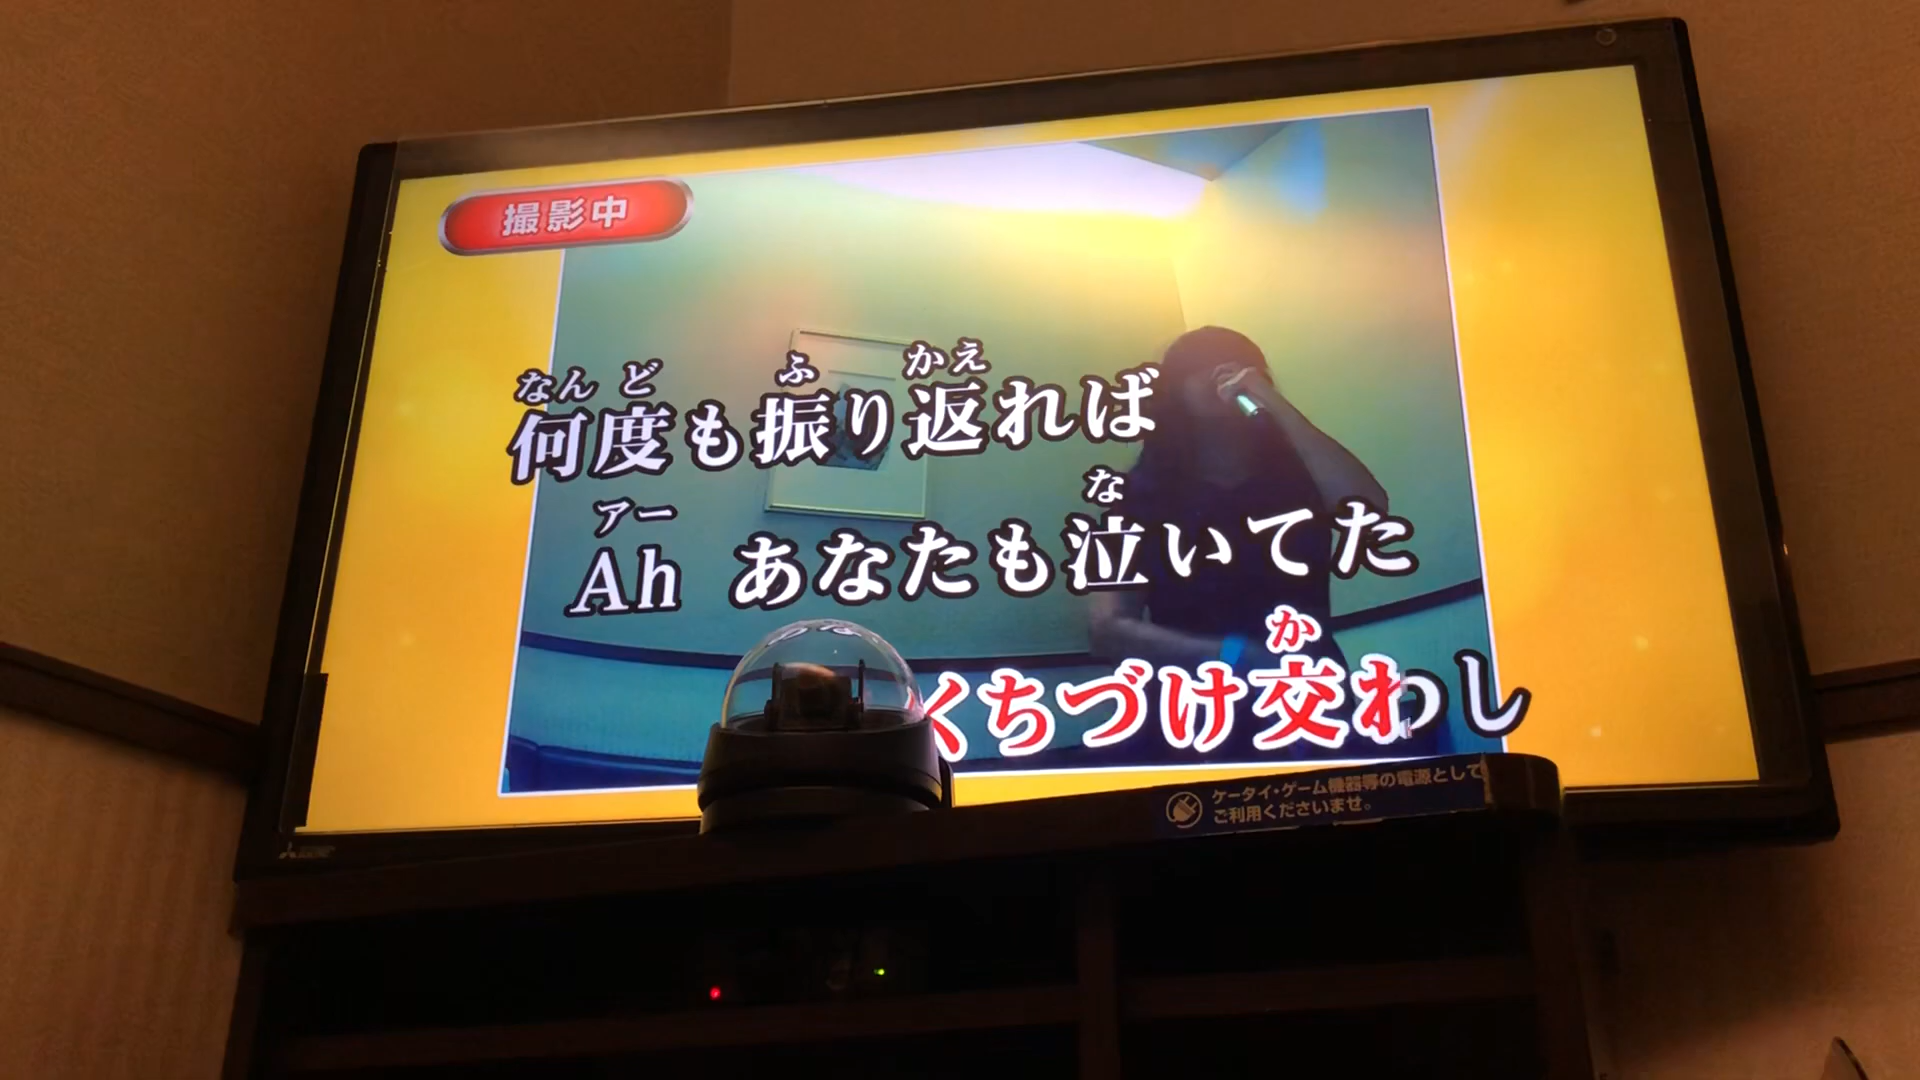 撮影中
なんど ふ かえ
何度も振り返れば
アー な
Ah あなたも泣いてた
か
くちづけ交わし
ケータイ・ゲーム機器等の電源として
ご利用くださいませ。